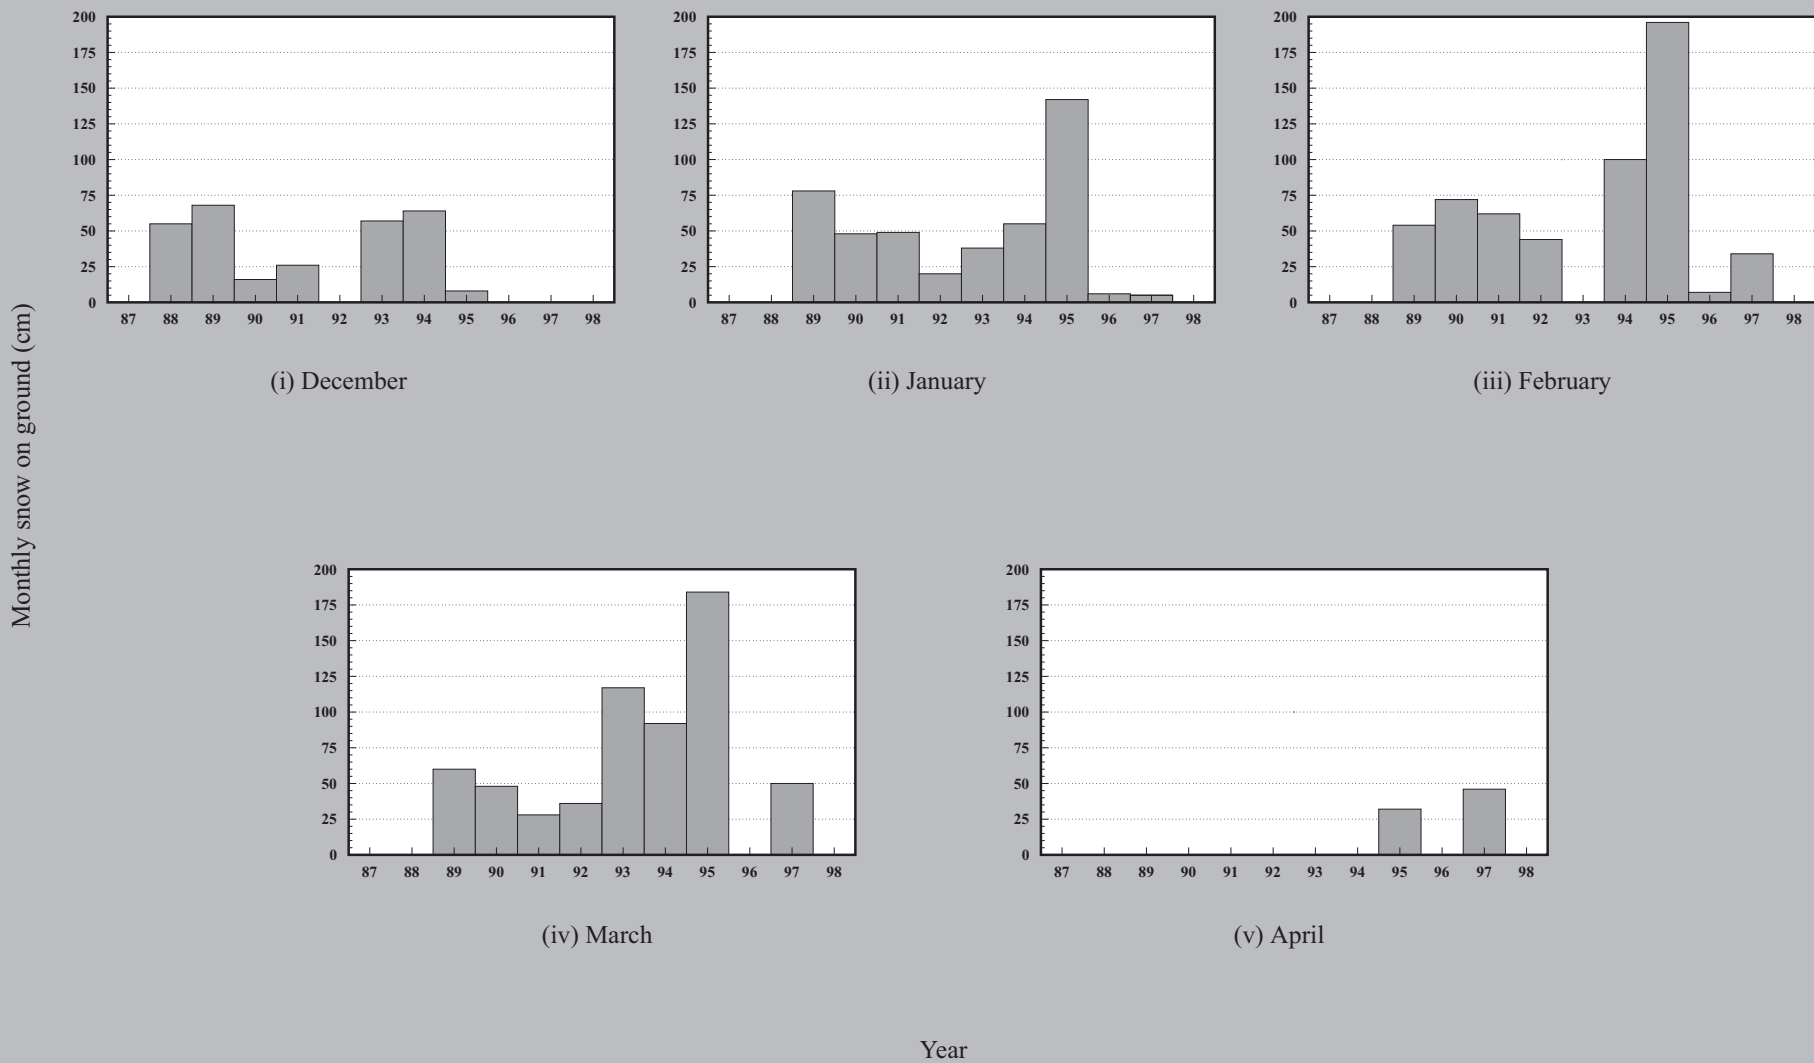 200 175 150 125 100 75 50 25 0
87 88 89 90 91 92 93 94 95 96 97 98
(i) December
200 175 150 125 100 75 50 25 0
87 88 89 90 91 92 93 94 95 96 97 98
(ii) January
200 175 150 125 100 75 50 25 0
87 88 89 90 91 92 93 94 95 96 97 98
(iii) February
Monthly snow on ground (cm)
200 175 150 125 100 75 50 25 0
87 88 89 90 91 92 93 94 95 96 97 98
(iv) March
200 175 150 125 100 75 50 25 0
87 88 89 90 91 92 93 94 95 96 97 98
(v) April
Year